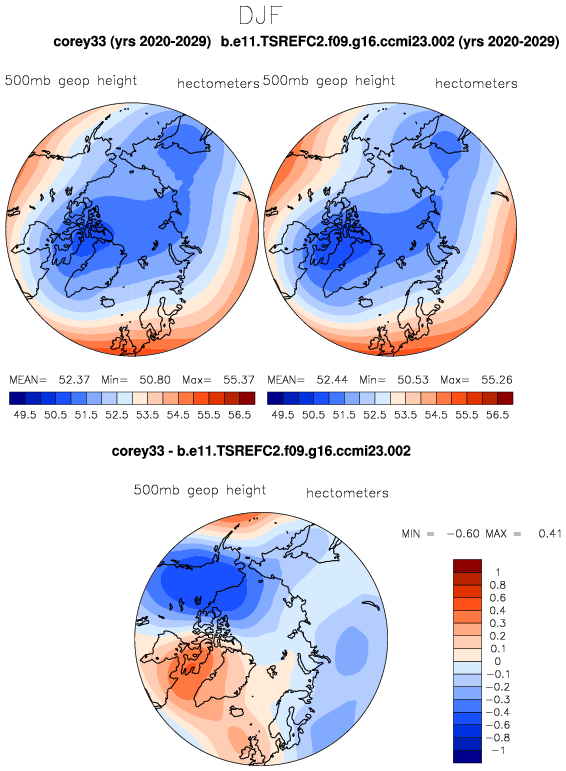 DJF
corey33 (yrs 2020-2029) b.e11.TSREFC2.f09.g16.ccmi23.002 (yrs 2020-2029)
500mb geop height hectometers 500mb geop height hectometers
MEAN= 52.37 Min= 50.80 Max= 55.37 MEAN= 52.44 Min= 50.53 Max= 55.26
49.5 50.5 51.5 52.5 53.5 54.5 55.5 56.5 49.5 50.5 51.5 52.5 53.5 54.5 55.5 56.5
corey33 - b.e11.TSREFC2.f09.g16.ccmi23.002
500mb geop height hectometers
MIN = -0.60 MAX = 0.41
1
0.8
0.6
0.4
0.3
0.2
0.1
0
-0.1
-0.2
-0.3
-0.4
-0.6
-0.8
-1